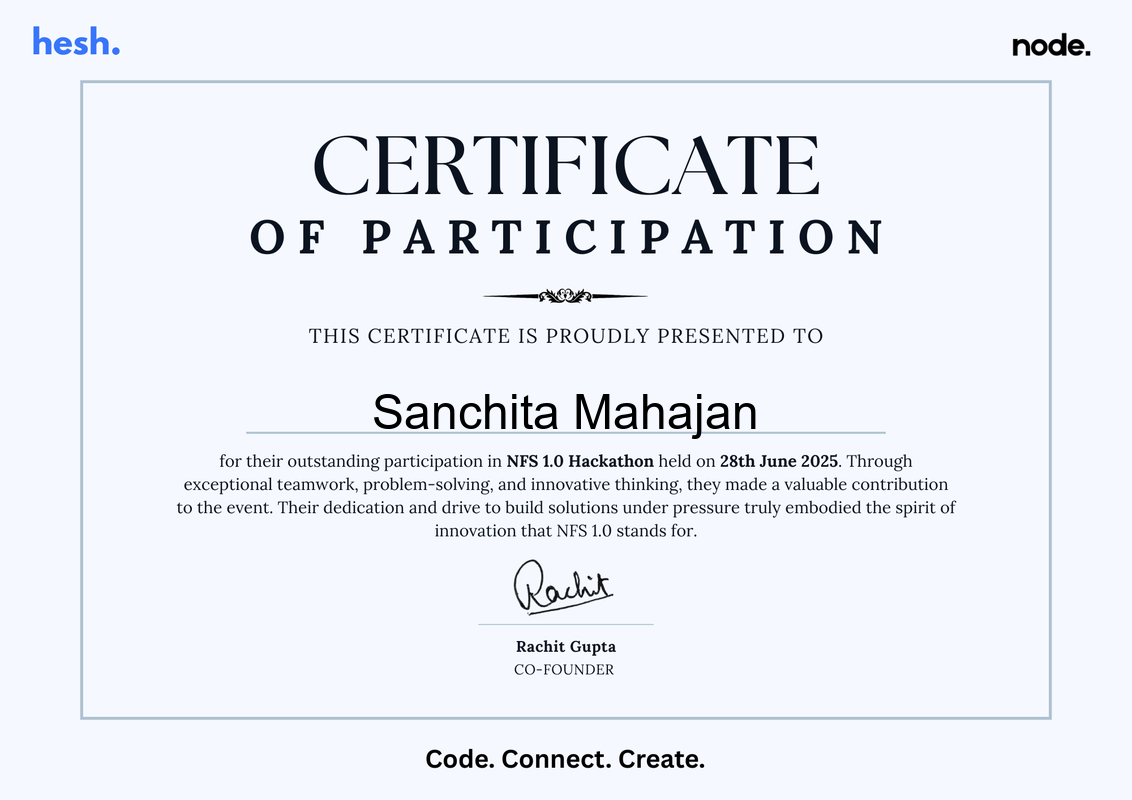 hesh.
node.
CERTIFICATE
OF PARTICIPATION
THIS CERTIFICATE IS PROUDLY PRESENTED TO
Sanchita Mahajan
for their outstanding participation in NFS 1.0 Hackathon held on 28th June 2025. Through
exceptional teamwork, problem-solving, and innovative thinking, they made a valuable contribution
to the event. Their dedication and drive to build solutions under pressure truly embodied the spirit of
innovation that NFS 1.0 stands for.
Rachit
Rachit Gupta
CO-FOUNDER
Code. Connect. Create.